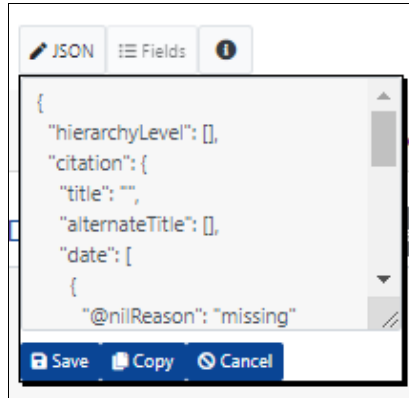 JSON Fields
{
"hierarchyLevel": [],
"citation": {
"title": "",
"alternateTitle": [],
"date": [
{
"@nilReason": "missing"
Save Copy Cancel